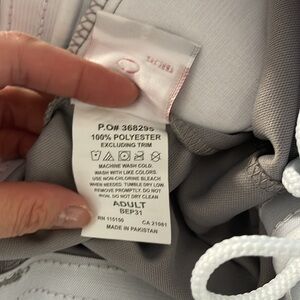 P.O# 36829S
100% POLYESTER
EXCLUDING TRIM
MACHINE WASH COLD.
WASH WITH LIKE COLORS.
USE NON-CHLORINE BLEACH
WHEN NEEDED. TUMBLE DRY LOW.
REMOVE PROMPTLY. DO NOT
IRON. DO NOT DRY CLEAN.
ADULT
BEP31
RN 115150 CA 21081
MADE IN PAKISTAN